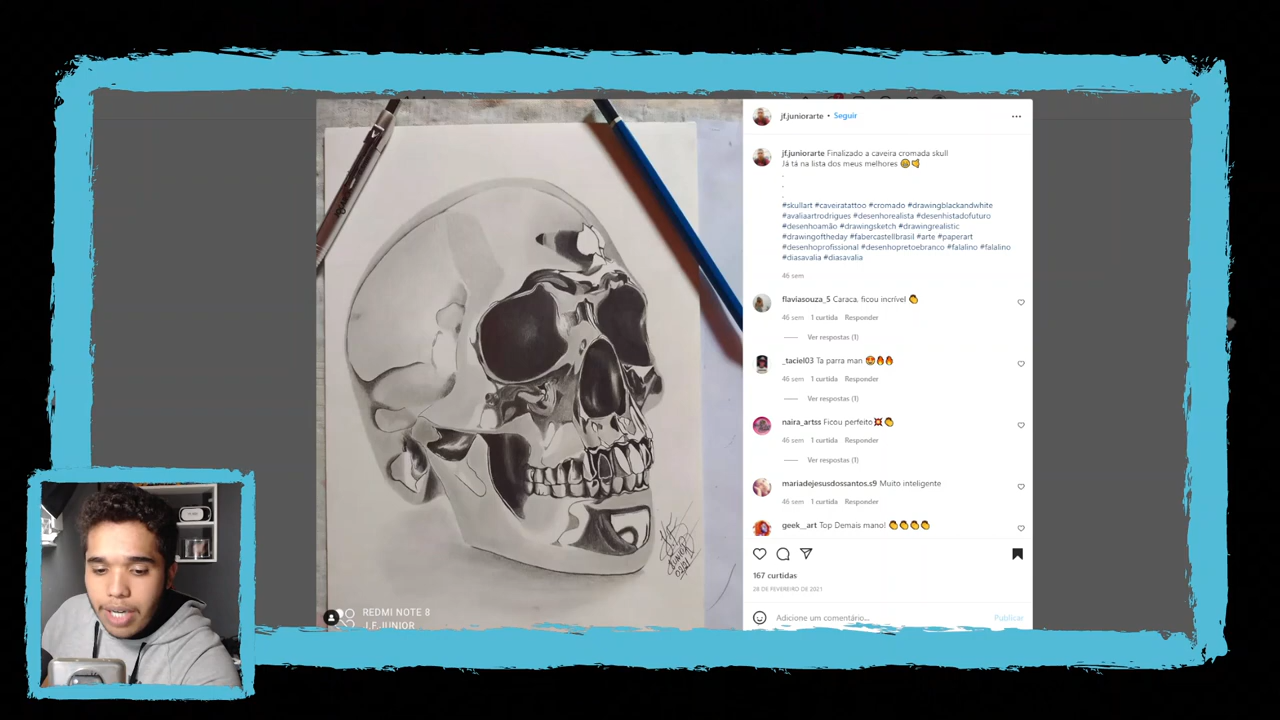 jf.juniorarte • Seguir
jf.juniorarte Finalizado a caveira cromada skull
Já tá na lista dos meus melhores 😁🤙
.
.
.
#skullart #caveiratattoo #cromado #drawingblackandwhite
#avaliaartrodrigues #desenhorealista #desenhistadofuturo
#desenhoamão #drawingsketch #drawingrealistic
#drawingoftheday #fabercastellbrasil #arte #paperart
#desenhoprofissional #desenhopretoebranco #falalino #falalino
#diasavalia #diasavalia
46 sem
flaviasouza_5 Caraca, ficou incrível 👏
46 sem 1 curtida Responder
Ver respostas (1)
_taciel03 Ta parra man 😍🔥🔥
46 sem 1 curtida Responder
Ver respostas (1)
naira_artss Ficou perfeito💥👏
46 sem 1 curtida Responder
Ver respostas (1)
mariadejesusdossantos.s9 Muito inteligente
46 sem 1 curtida Responder
geek__art Top Demais mano! 👏👏👏👏
167 curtidas
28 DE FEVEREIRO DE 2021
Adicione um comentário...
Publicar
JUNIOR
02/21
REDMI NOTE 8
J.F.JUNIOR